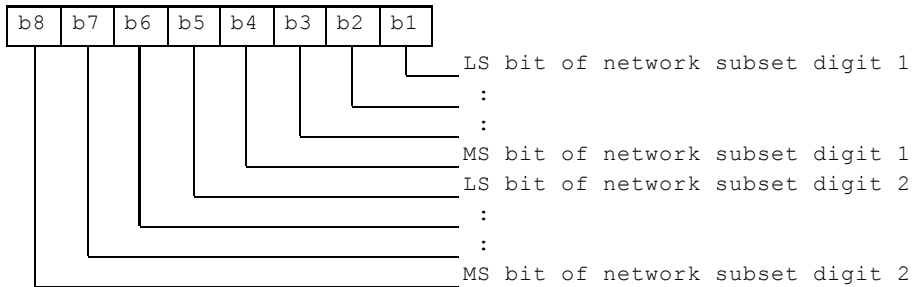 b8 b7 b6 b5 b4 b3 b2 b1
LS bit of network subset digit 1
:
:
MS bit of network subset digit 1
LS bit of network subset digit 2
:
:
MS bit of network subset digit 2